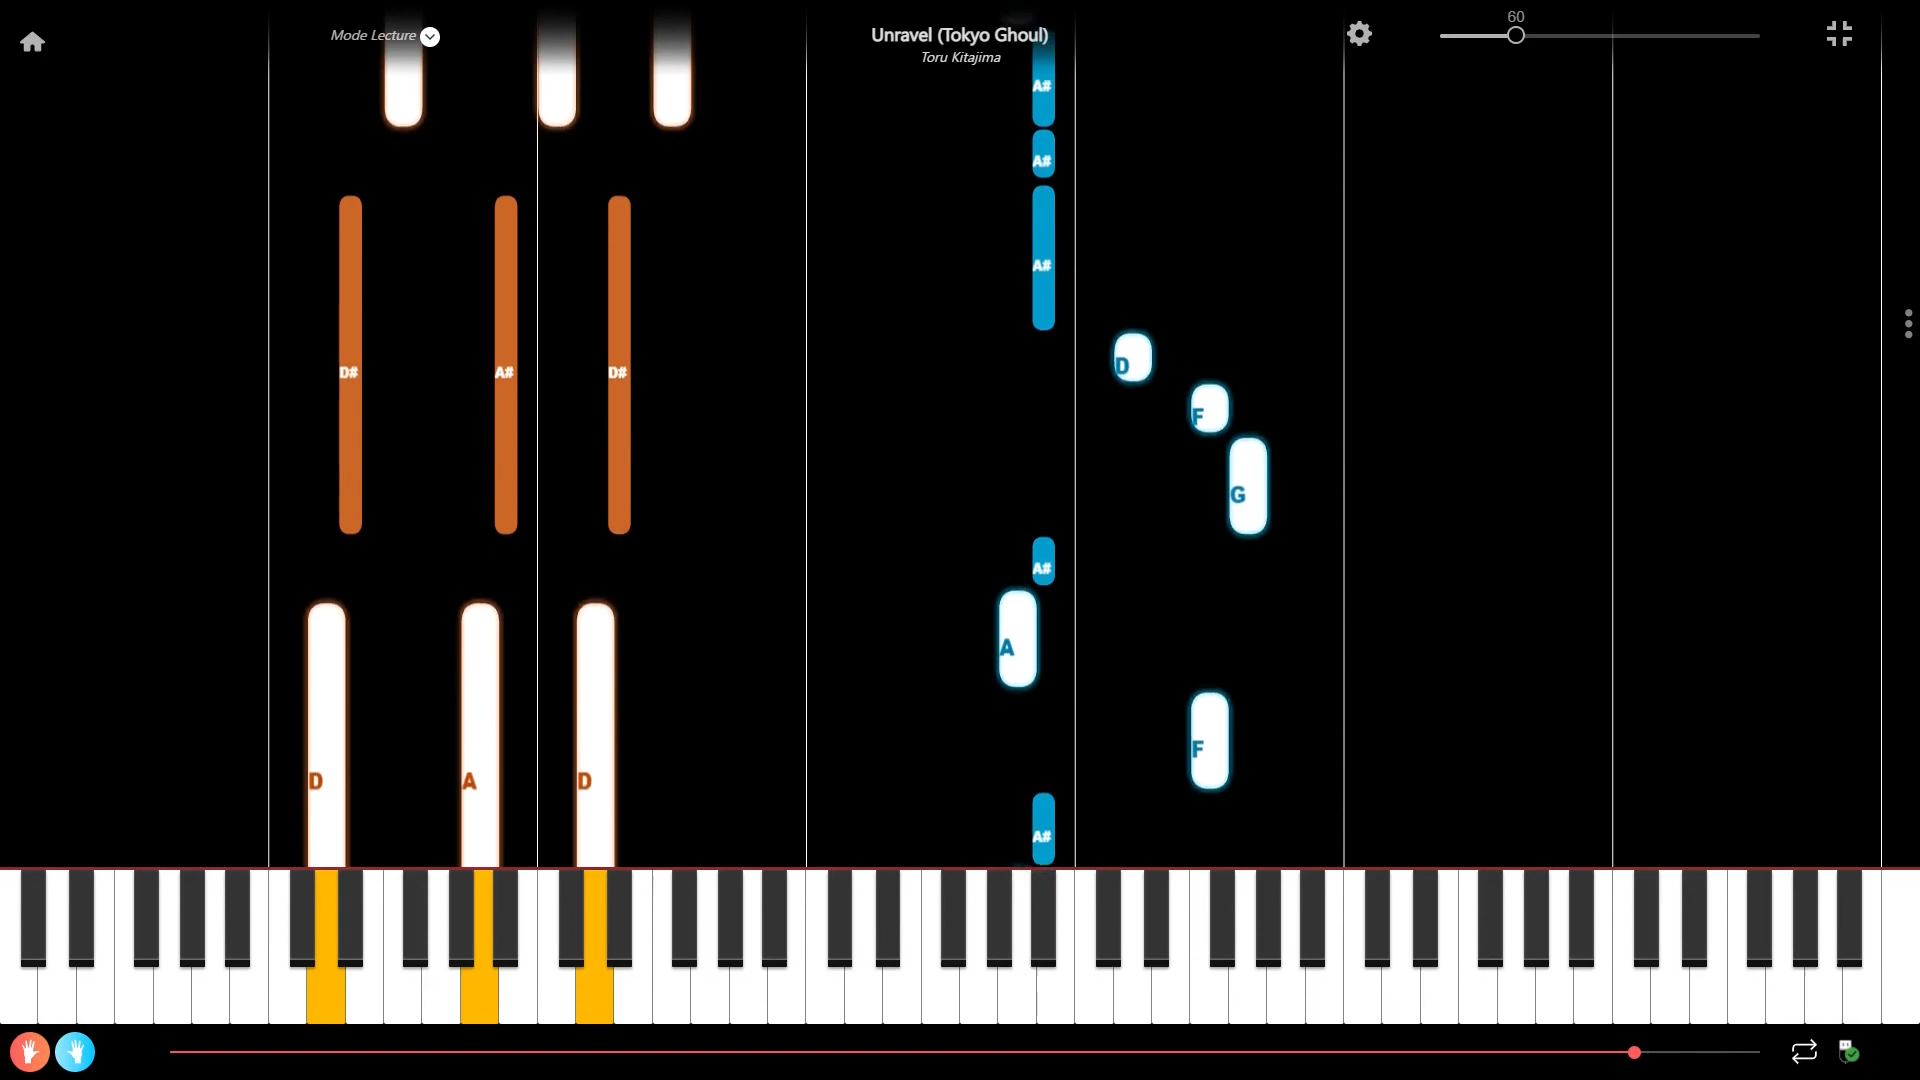 60
Mode Lecture
Unravel (Tokyo Ghoul)
Toru Kitajima
A#
A#
A#
D
D# A# D#
F
G
A#
A
F
D A D
A#